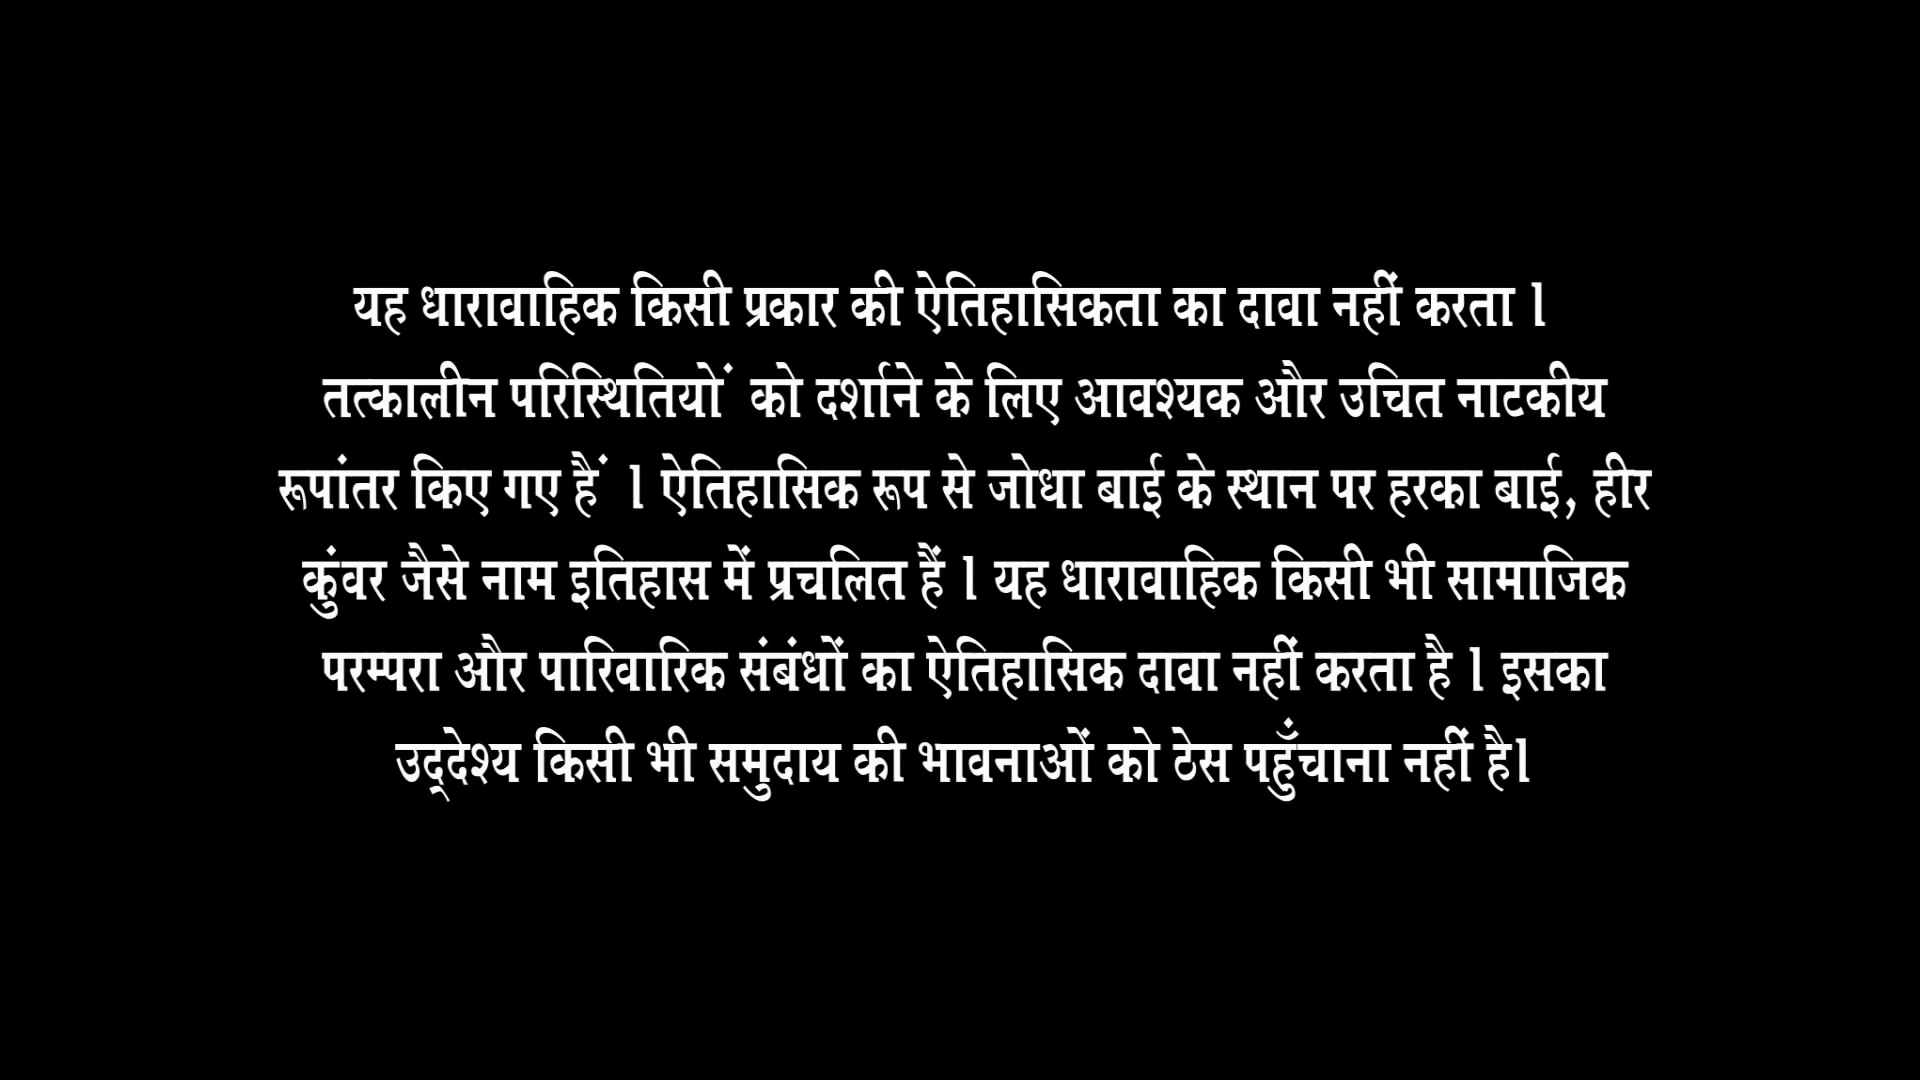 यह धारावाहिक किसी प्रकार की ऐतिहासिकता का दावा नहीं करता ।
तत्कालीन परिस्थितियों को दर्शाने के लिए आवश्यक और उचित नाटकीय
रूपांतर किए गए हैं । ऐतिहासिक रूप से जोधा बाई के स्थान पर हरका बाई, हीर
कुंवर जैसे नाम इतिहास में प्रचलित हैं । यह धारावाहिक किसी भी सामाजिक
परम्परा और पारिवारिक संबंधों का ऐतिहासिक दावा नहीं करता है । इसका
उद्‌देश्य किसी भी समुदाय की भावनाओं को ठेस पहुँचाना नहीं है।